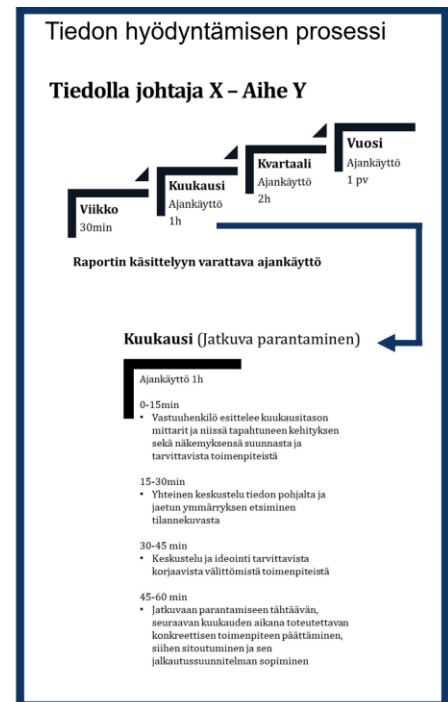 Tiedon hyödyntämisen prosessi
Tiedolla johtaja X – Aihe Y
Viikko
30min
Kuukausi
Ajankäyttö
1h
Kvartaali
Ajankäyttö
2h
Vuosi
Ajankäyttö
1 pv
Raportin käsittelyyn varattava ajankäyttö
Kuukausi (Jatkuva parantaminen)
Ajankäyttö 1h
0-15min
• Vastuuhenkilö esittelee kuukausitason
mittarit ja niissä tapahtuneen kehityksen
sekä näkemyksensä suunnasta ja
tarvittavista toimenpiteistä
15-30min
• Yhteinen keskustelu tiedon pohjalta ja
jaetun ymmärryksen etsiminen
tilannekuvasta
30-45 min
• Keskustelu ja ideointi tarvittavista
korjaavista välittömistä toimenpiteistä
45-60 min
• Jatkuvaan parantamiseen tähtäävän,
seuraavan kuukauden aikana toteutettavan
konkreettisen toimenpiteen päättäminen,
siihen sitoutuminen ja sen
jalkautussuunnitelman sopiminen